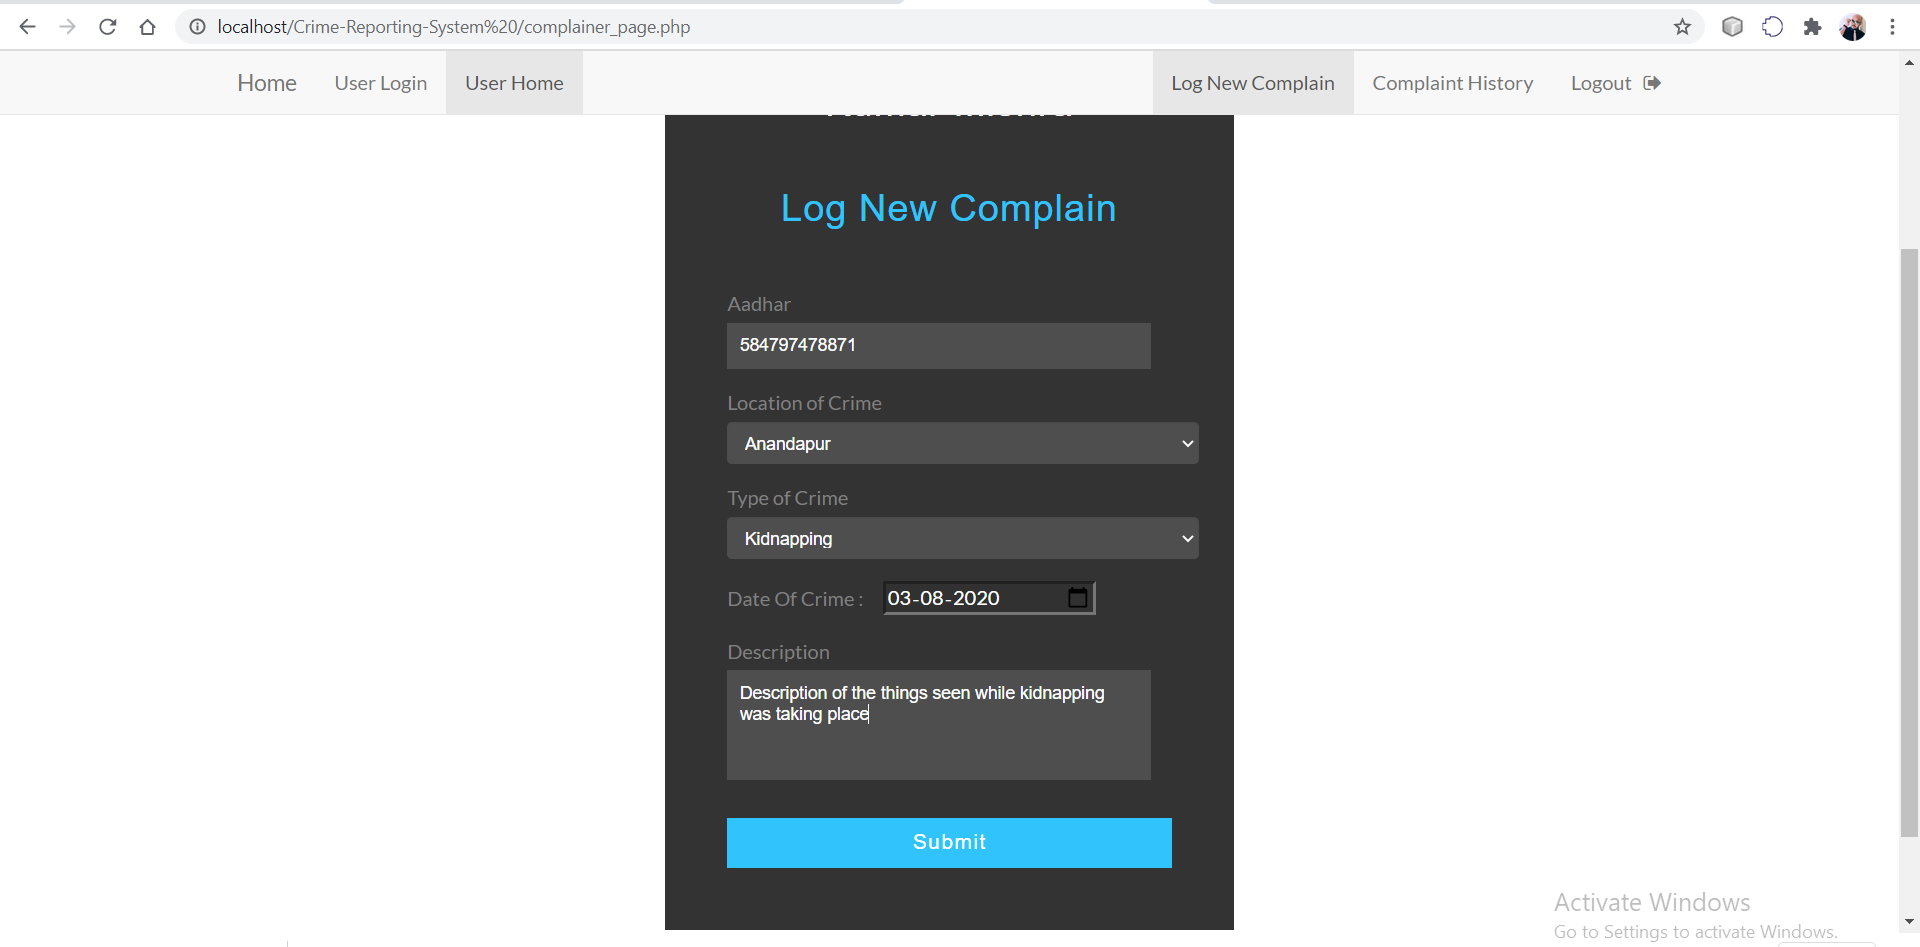 localhost/Crime-Reporting-System%20/complainer_page.php
Home User Login User Home Log New Complain Complaint History Logout
Log New Complain
Aadhar
584797478871
Location of Crime
Anandapur
Type of Crime
Kidnapping
Date Of Crime : 03-08-2020
Description
Description of the things seen while kidnapping
was taking place
Submit
Activate Windows
Go to Settings to activate Windows.